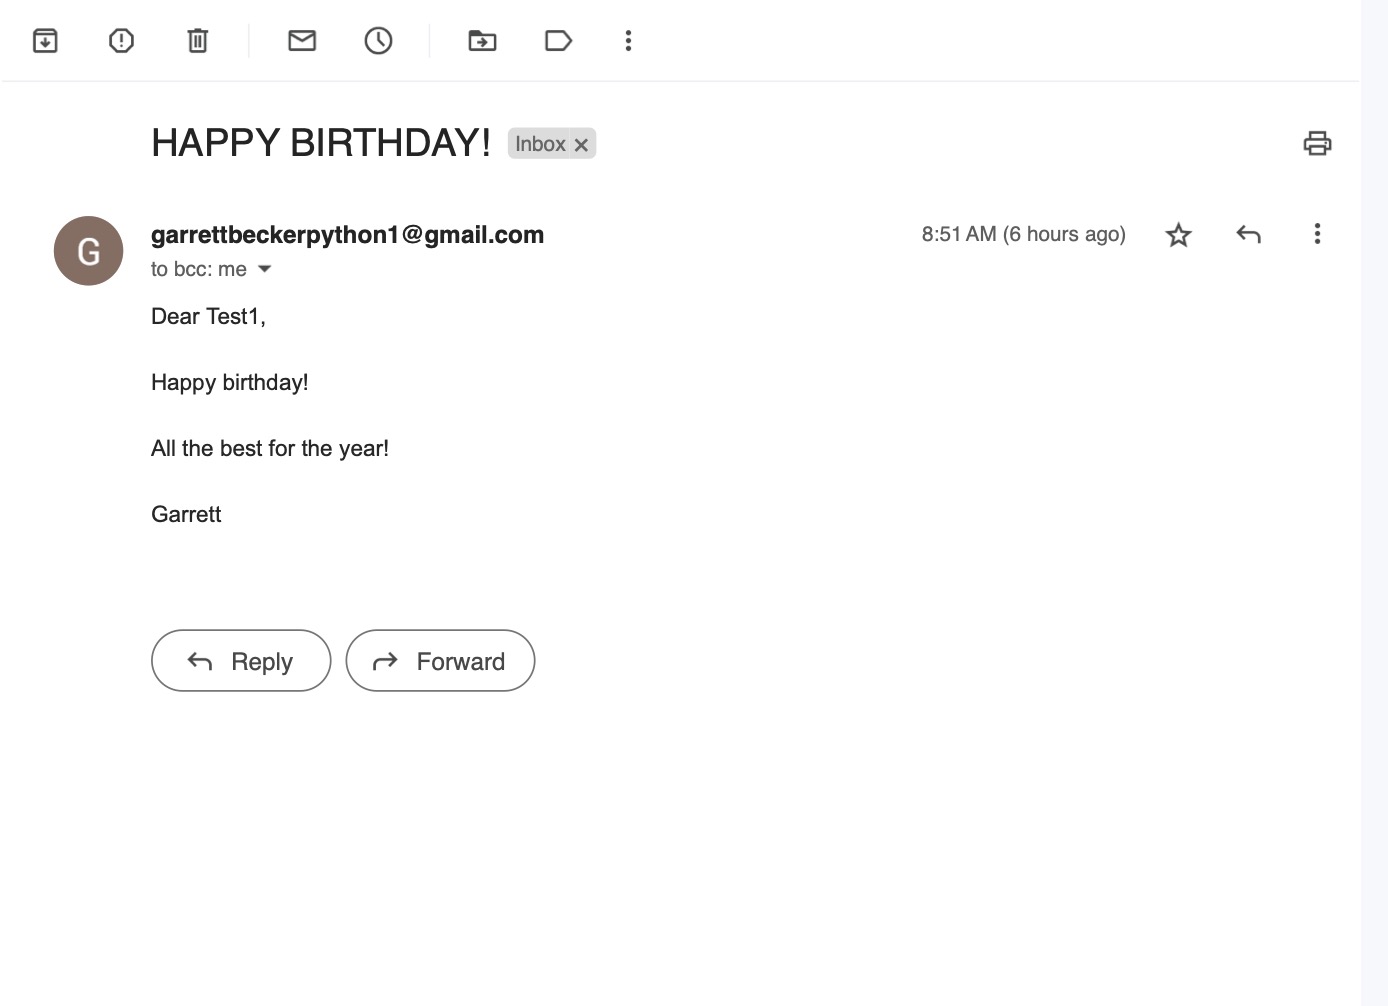 HAPPY BIRTHDAY! Inbox ×
G
garrettbeckerpython1@gmail.com 8:51 AM (6 hours ago)
to bcc: me
Dear Test1,
Happy birthday!
All the best for the year!
Garrett
Reply Forward